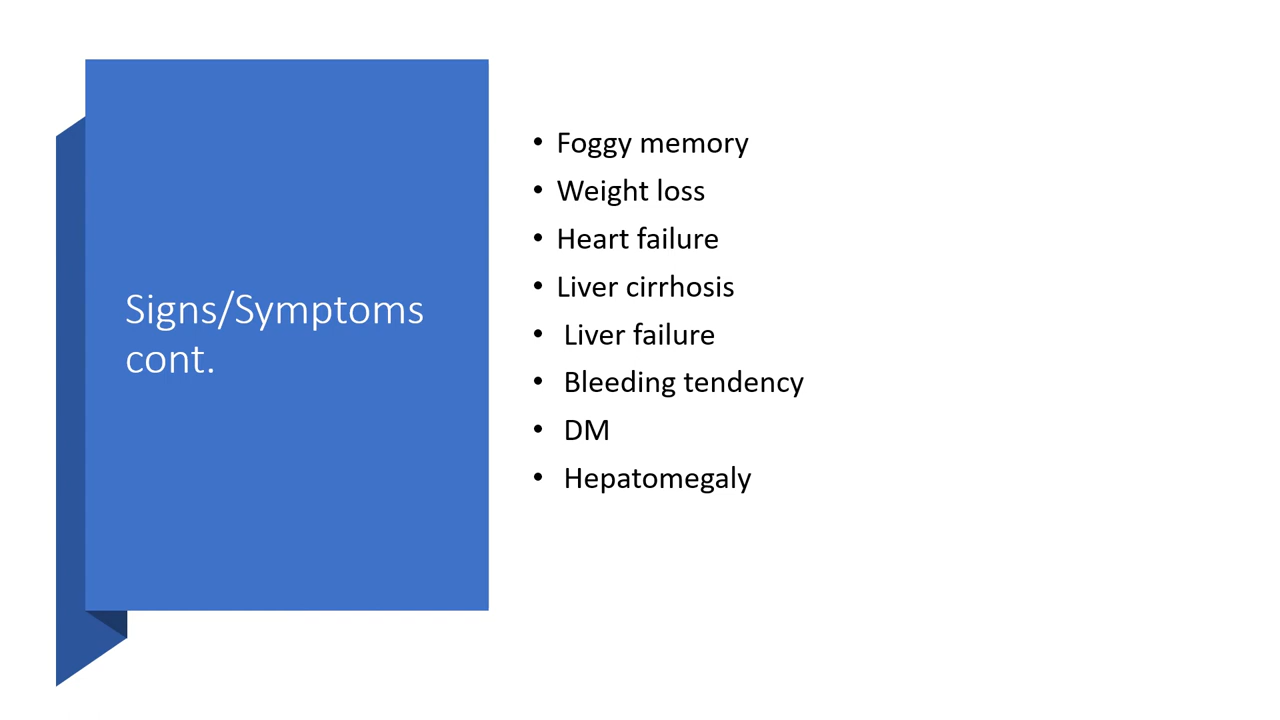 Signs/Symptoms
cont.
• Foggy memory
• Weight loss
• Heart failure
• Liver cirrhosis
• Liver failure
• Bleeding tendency
• DM
• Hepatomegaly